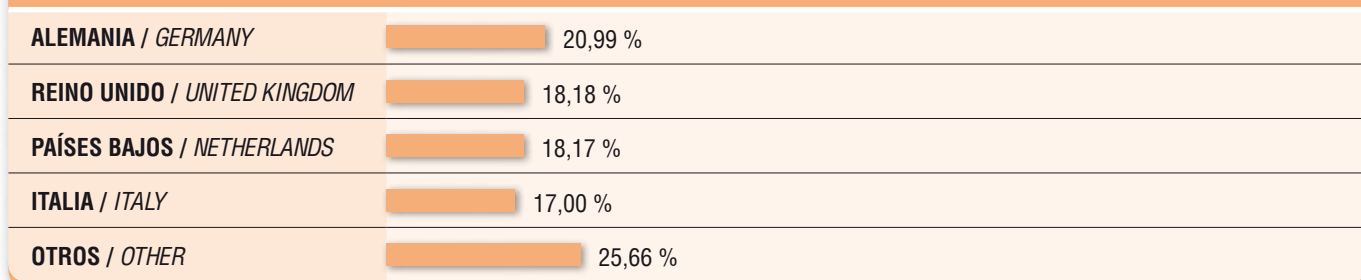 ALEMANIA / GERMANY 20,99 %
REINO UNIDO / UNITED KINGDOM 18,18 %
PAÍSES BAJOS / NETHERLANDS 18,17 %
ITALIA / ITALY 17,00 %
OTROS / OTHER 25,66 %